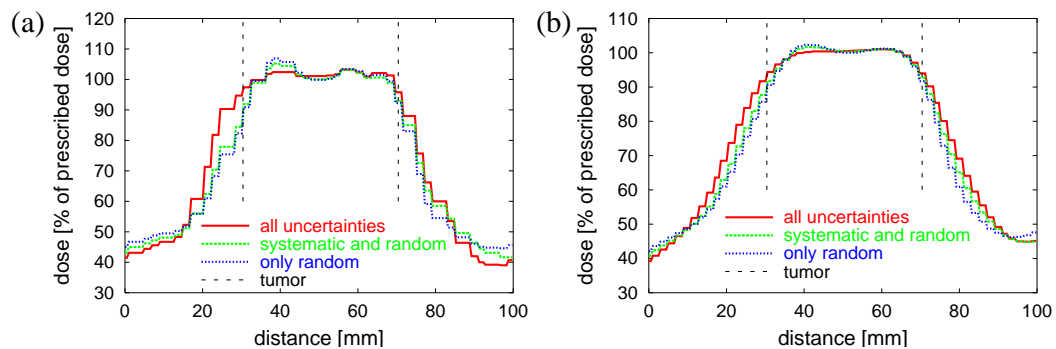 (a)
dose [% of prescribed dose]
120
110
100
90
80
70
60
50
40
30
all uncertainties
systematic and random
only random
tumor
0 20 40 60 80 100
distance [mm]
(b)
dose [% of prescribed dose]
110
100
90
80
70
60
50
40
30
all uncertainties
systematic and random
only random
tumor
0 20 40 60 80 100
distance [mm]